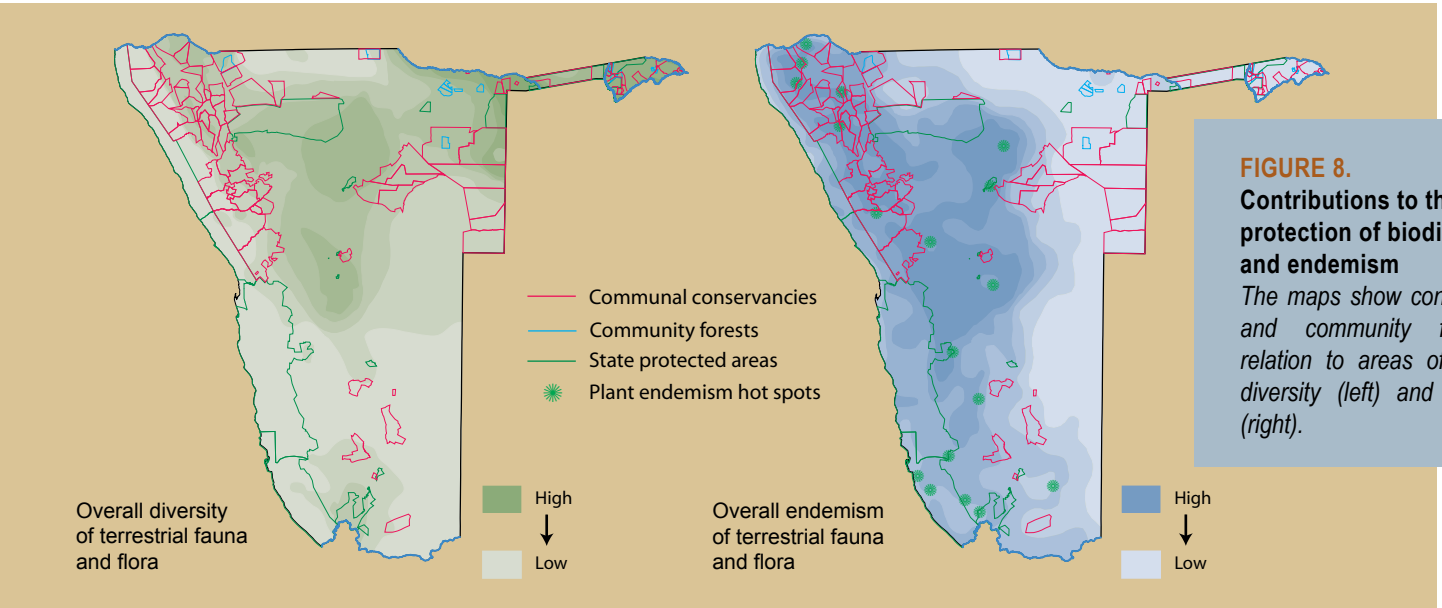 Communal conservancies
Community forests
State protected areas
Plant endemism hot spots
Overall diversity
of terrestrial fauna
and flora
High
Low
Overall endemism
of terrestrial fauna
and flora
High
Low
FIGURE 8.
Contributions to th
protection of biodi
and endemism
The maps show con
and community f
relation to areas of
diversity (left) and
(right).